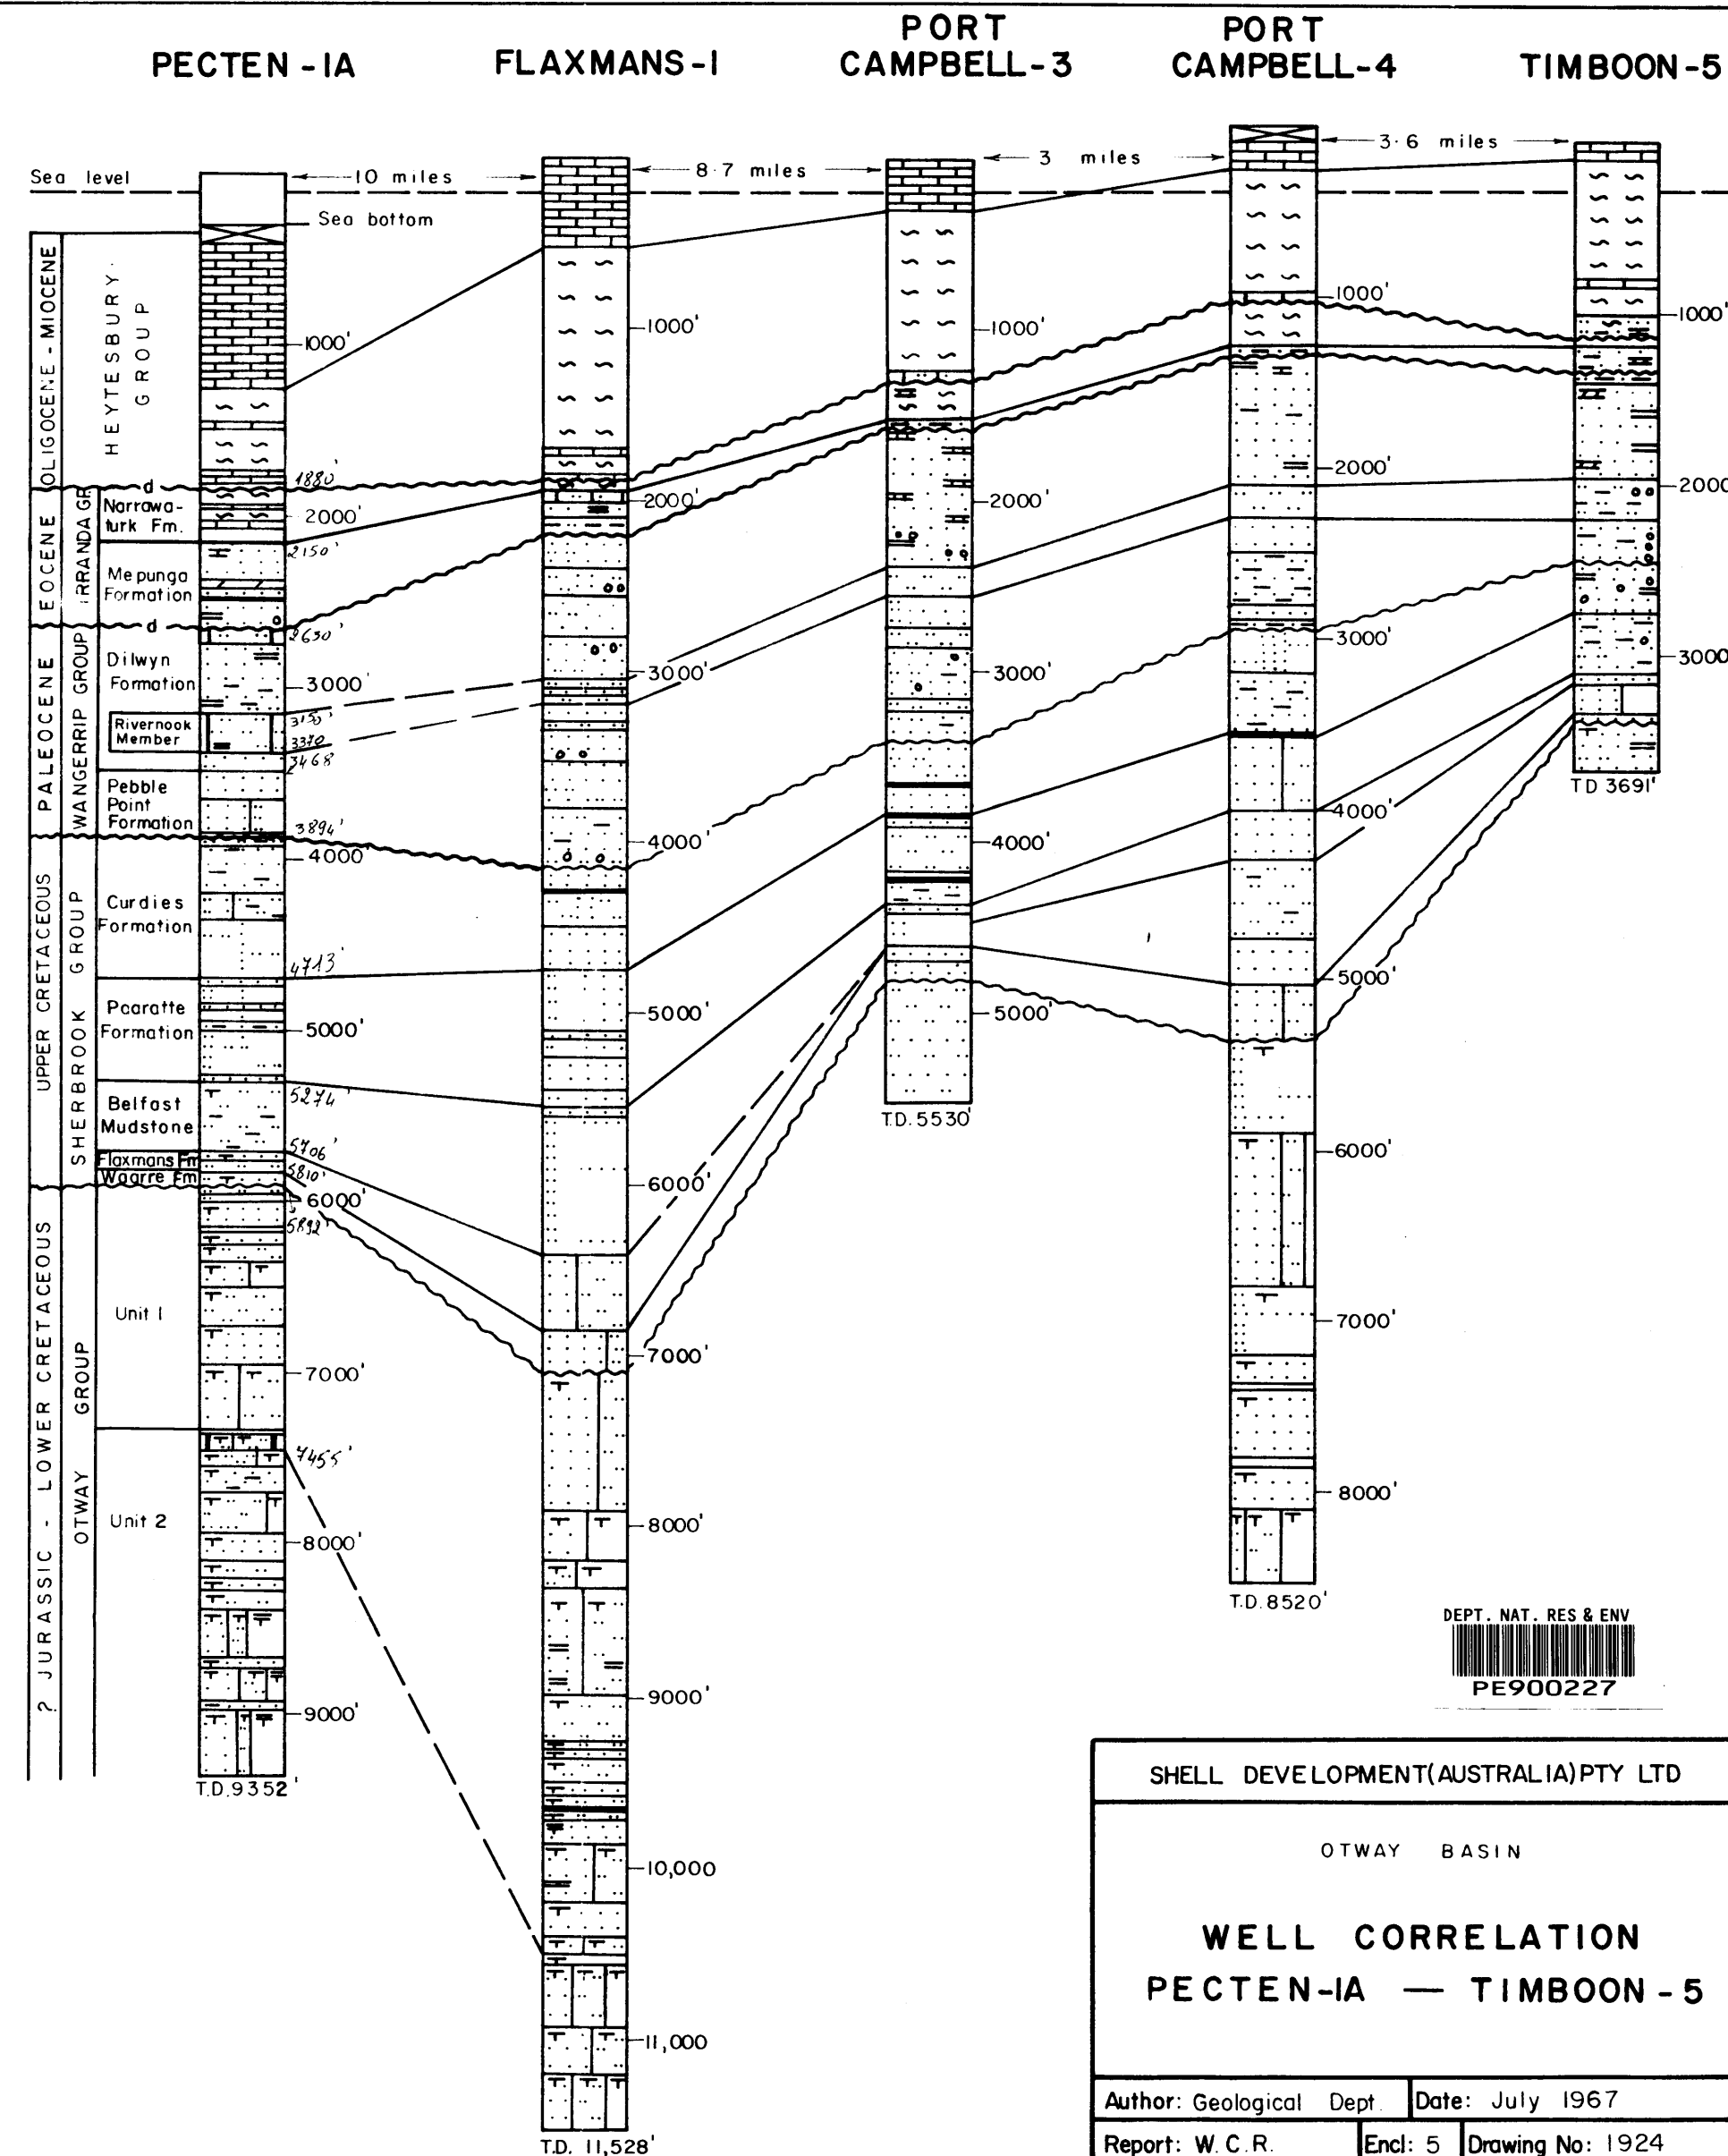 PECTEN-1A
FLAXMANS-1
PORT
CAMPBELL-3
PORT
CAMPBELL-4
TIMBOON-5
Sea level
10 miles
8·7 miles
3 miles
3·6 miles
Sea bottom
OLIGOCENE - MIOCENE
EOCENE
PALEOCENE
UPPER CRETACEOUS
? JURASSIC - LOWER CRETACEOUS
HEYTESBURY
GROUP
IRRANDA GR.
WANGERRIP GROUP
SHERBROOK GROUP
OTWAY GROUP
d
Narrawa-
turk Fm.
Mepunga
Formation
d
Dilwyn
Formation
Rivernook
Member
Pebble
Point
Formation
Curdies
Formation
Paaratte
Formation
Belfast
Mudstone
Flaxmans Fm
Waarre Fm
Unit 1
Unit 2
1000'
1880'
2000'
2150'
2650'
3000'
3150'
3370
3468'
3894'
4000'
4713'
5000'
5274'
5706'
5810'
6000'
5892'
7000'
7455'
8000'
9000'
T.D. 9352'
1000'
2000'
3000'
4000'
5000'
6000'
7000'
8000'
9000'
10,000
11,000
T.D. 11,528'
1000'
2000'
3000'
4000'
5000'
T.D. 5530'
1000'
2000'
3000'
4000'
5000'
6000'
7000'
8000'
T.D. 8520'
1000'
2000
3000
TD 3691'
DEPT. NAT. RES & ENV
PE900227
SHELL DEVELOPMENT(AUSTRALIA)PTY LTD
OTWAY BASIN
WELL CORRELATION
PECTEN-1A — TIMBOON-5
Author: Geological Dept. Date: July 1967
Report: W.C.R. Encl: 5 Drawing No: 1924